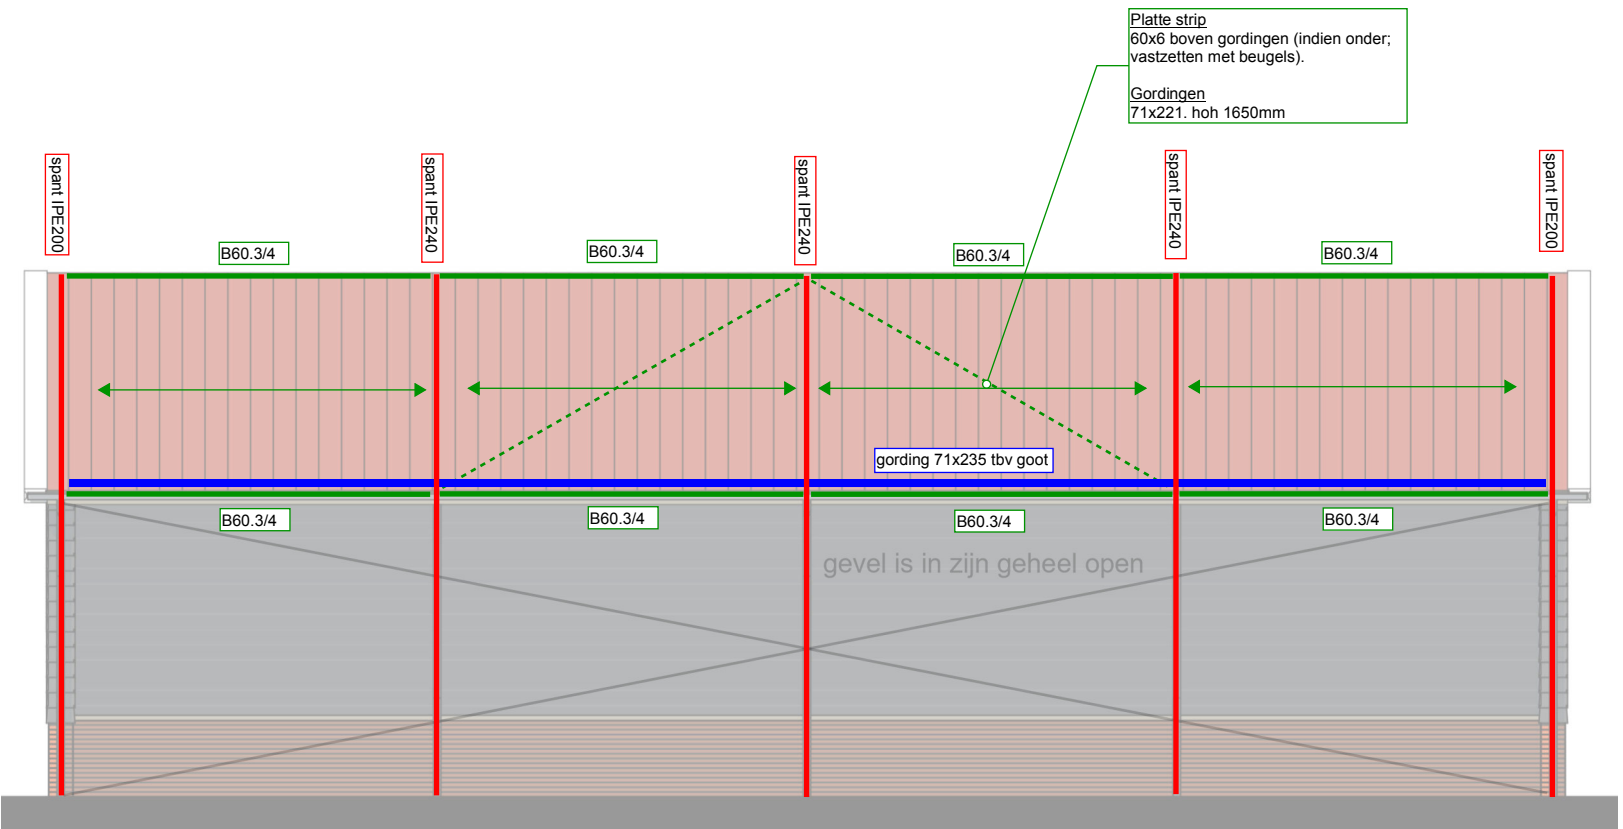 Platte strip
60x6 boven gordingen (indien onder;
vastzetten met beugels).
Gordingen
71x221. hoh 1650mm
spant IPE200
spant IPE240
spant IPE240
spant IPE240
spant IPE200
B60.3/4
B60.3/4
B60.3/4
B60.3/4
gording 71x235 tbv goot
B60.3/4
B60.3/4
B60.3/4
B60.3/4
gevel is in zijn geheel open